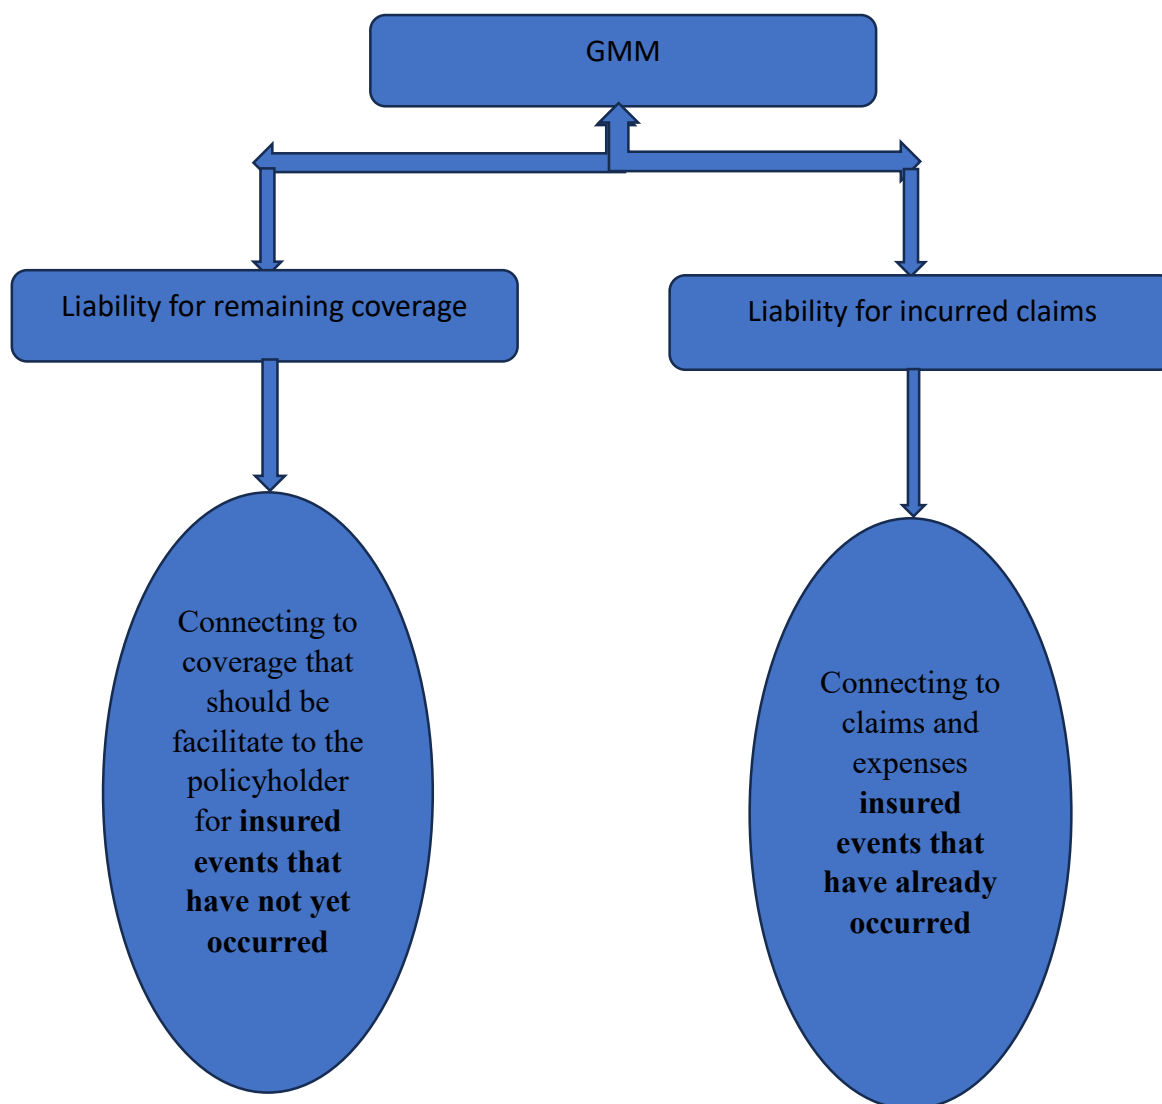 GMM
Liability for remaining coverage
Liability for incurred claims
Connecting to
coverage that
should be
facilitate to the
policyholder
for insured
events that
have not yet
occurred
Connecting to
claims and
expenses
insured
events that
have already
occurred